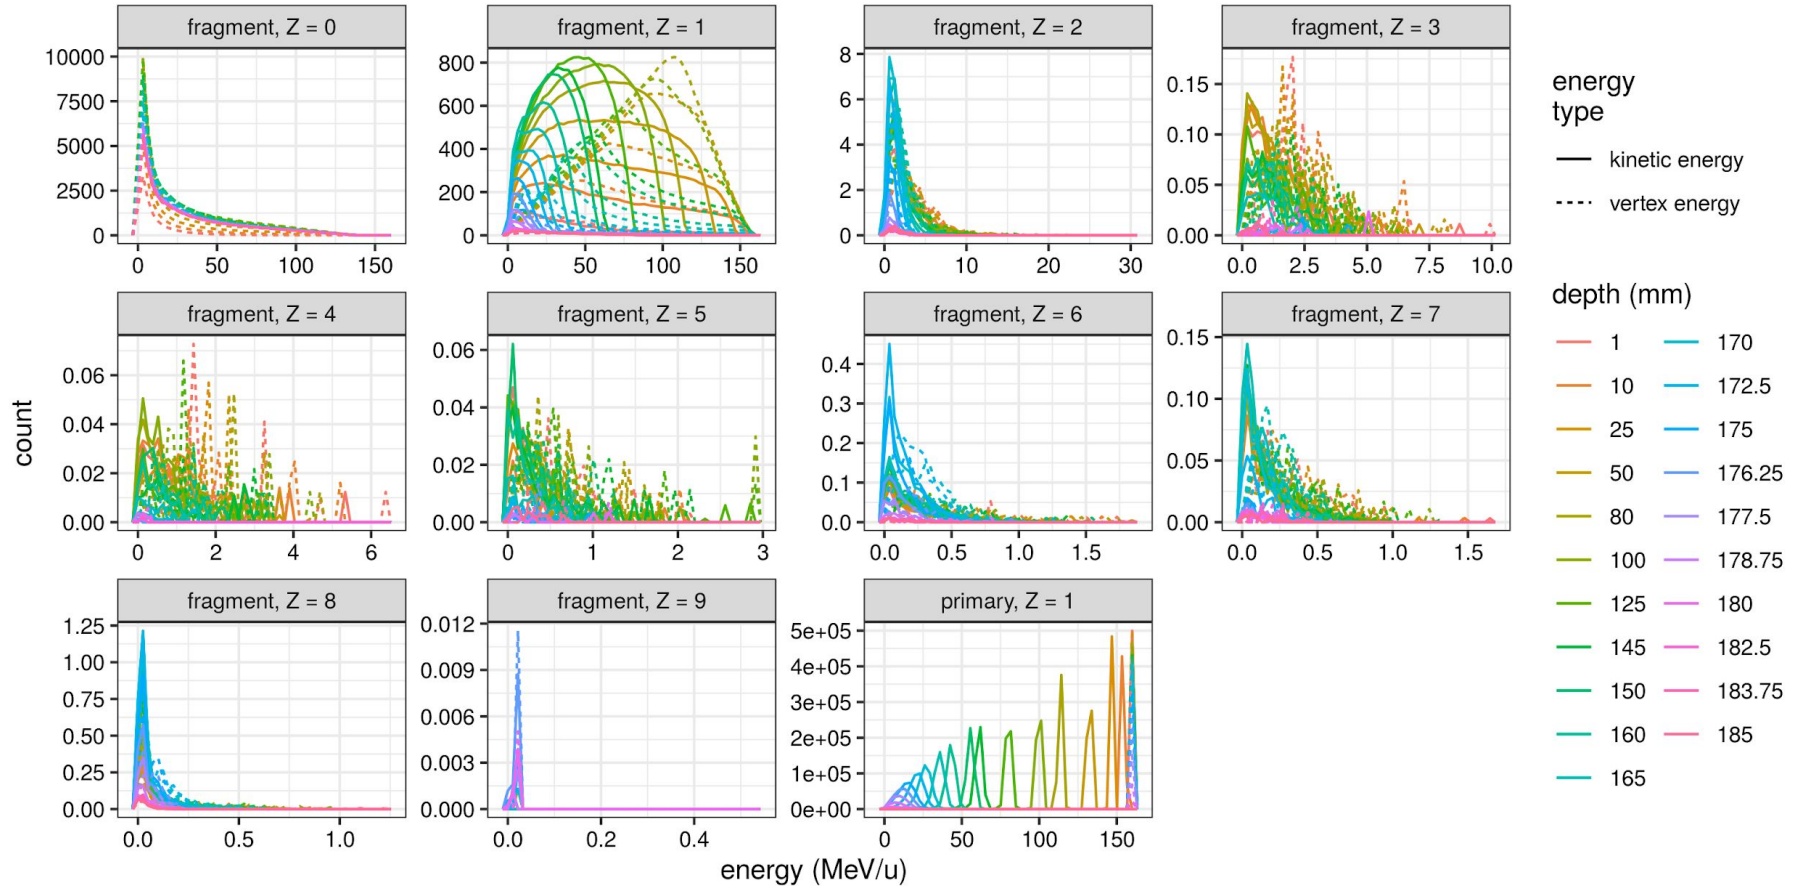 fragment, Z = 0
fragment, Z = 1
fragment, Z = 2
fragment, Z = 3
10000
7500
5000
2500
0
0 50 100 150
800
600
400
200
0
0 50 100 150
8
6
4
2
0
0 10 20 30
0.15
0.10
0.05
0.00
0.0 2.5 5.0 7.5 10.0
fragment, Z = 4
fragment, Z = 5
fragment, Z = 6
fragment, Z = 7
0.06
0.04
0.02
0.00
0 2 4 6
0.06
0.04
0.02
0.00
0 1 2 3
0.4
0.3
0.2
0.1
0.0
0.0 0.5 1.0 1.5
0.15
0.10
0.05
0.00
0.0 0.5 1.0 1.5
fragment, Z = 8
fragment, Z = 9
primary, Z = 1
1.25
1.00
0.75
0.50
0.25
0.00
0.0 0.5 1.0
0.012
0.009
0.006
0.003
0.000
0.0 0.2 0.4
5e+05
4e+05
3e+05
2e+05
1e+05
0e+00
0 50 100 150
count
energy (MeV/u)
energy
type
kinetic energy
vertex energy
depth (mm)
1
10
25
50
80
100
125
145
150
160
165
170
172.5
175
176.25
177.5
178.75
180
182.5
183.75
185